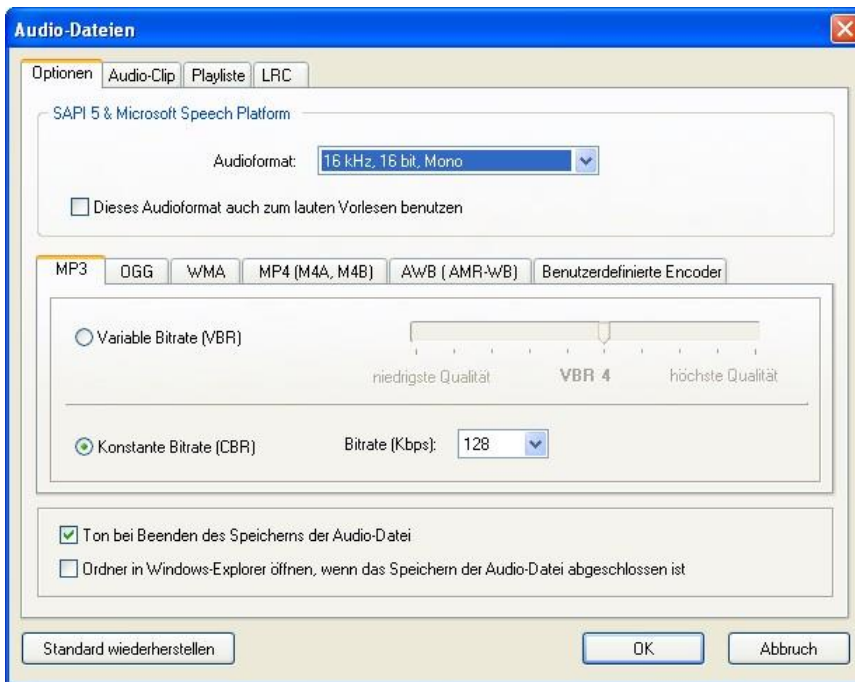 Audio-Dateien
Optionen Audio-Clip Playliste LRC
SAPI 5 & Microsoft Speech Platform
Audioformat: 16 kHz, 16 bit, Mono
Dieses Audioformat auch zum lauten Vorlesen benutzen
MP3 OGG WMA MP4 (M4A, M4B) AWB ( AMR-WB) Benutzerdefinierte Encoder
Variable Bitrate (VBR)
niedrigste Qualität VBR 4 höchste Qualität
Konstante Bitrate (CBR) Bitrate (Kbps): 128
Ton bei Beenden des Speicherns der Audio-Datei
Ordner in Windows-Explorer öffnen, wenn das Speichern der Audio-Datei abgeschlossen ist
Standard wiederherstellen OK Abbruch